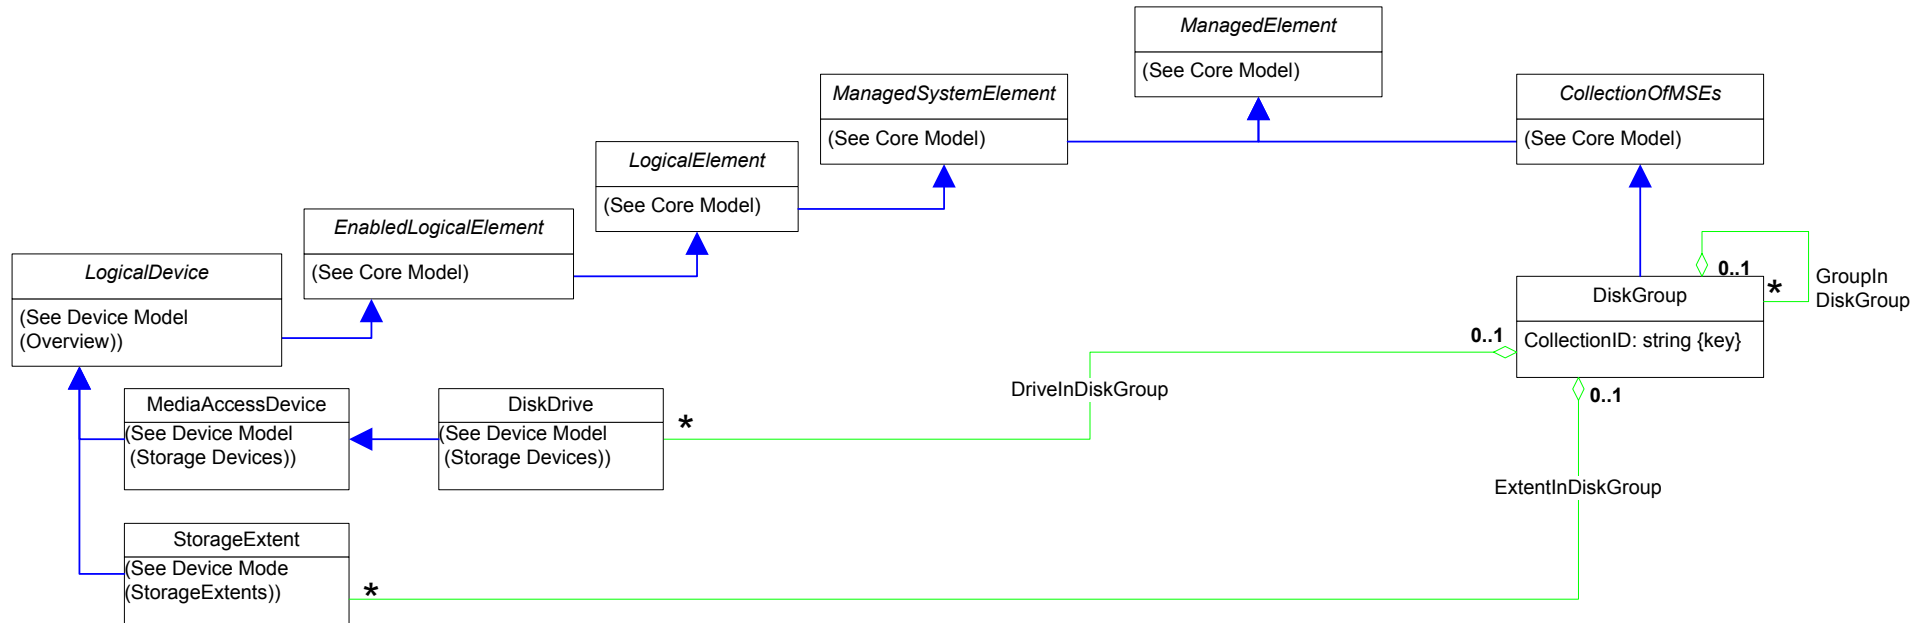 ManagedElement
(See Core Model)
ManagedSystemElement
(See Core Model)
CollectionOfMSEs
(See Core Model)
LogicalElement
(See Core Model)
EnabledLogicalElement
(See Core Model)
LogicalDevice
(See Device Model
(Overview))
0..1
*
GroupIn
DiskGroup
DiskGroup
CollectionID: string {key}
0..1
DriveInDiskGroup
0..1
MediaAccessDevice
(See Device Model
(Storage Devices))
DiskDrive
(See Device Model
(Storage Devices))
*
ExtentInDiskGroup
StorageExtent
(See Device Mode
(StorageExtents))
*